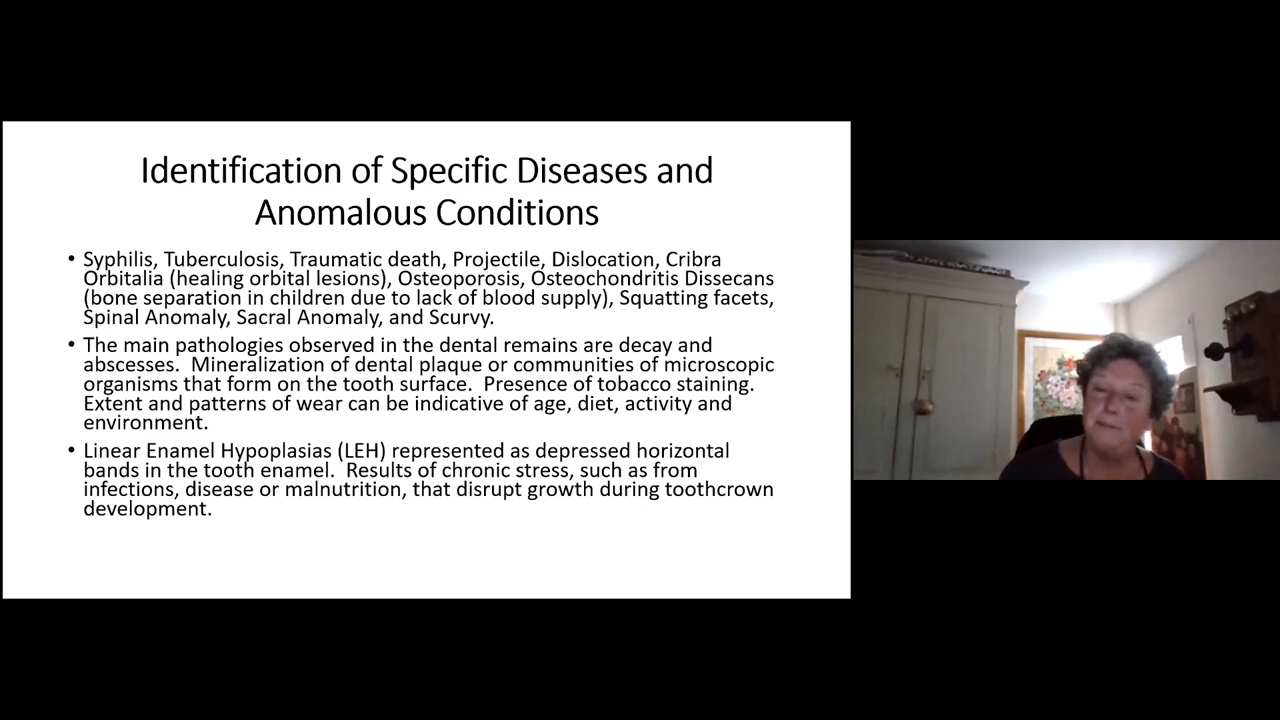 Identification of Specific Diseases and
Anomalous Conditions
• Syphilis, Tuberculosis, Traumatic death, Projectile, Dislocation, Cribra
Orbitalia (healing orbital lesions), Osteoporosis, Osteochondritis Dissecans
(bone separation in children due to lack of blood supply), Squatting facets,
Spinal Anomaly, Sacral Anomaly, and Scurvy.
• The main pathologies observed in the dental remains are decay and
abscesses.  Mineralization of dental plaque or communities of microscopic
organisms that form on the tooth surface.  Presence of tobacco staining.
Extent and patterns of wear can be indicative of age, diet, activity and
environment.
• Linear Enamel Hypoplasias (LEH) represented as depressed horizontal
bands in the tooth enamel.  Results of chronic stress, such as from
infections, disease or malnutrition, that disrupt growth during toothcrown
development.